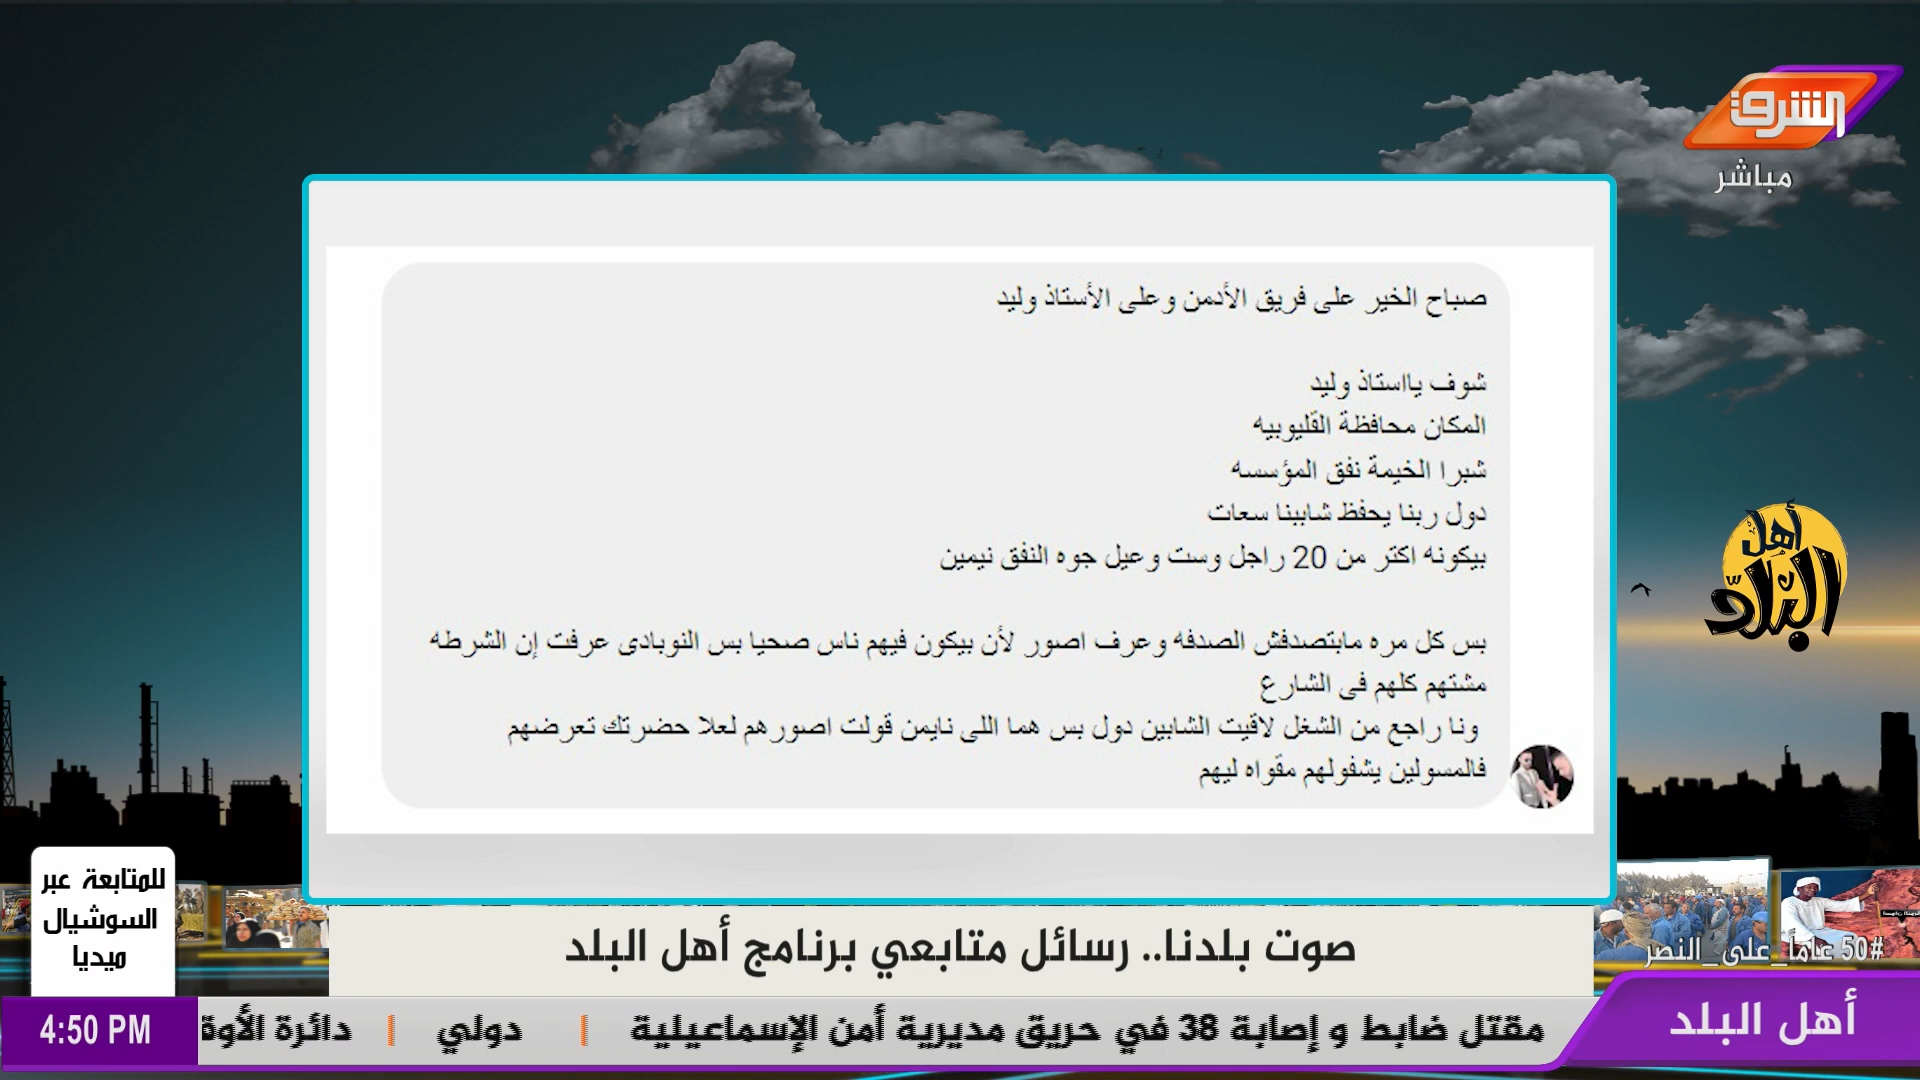 الشرق
مباشر
صباح الخير على فريق الأدمن وعلى الأستاذ وليد
شوف يااستاذ وليد
المكان محافظة القليوبيه
شبرا الخيمة نفق المؤسسه
دول ربنا يحفظ شاببنا سعات
بيكونه اكتر من 20 راجل وست وعيل جوه النفق نيمين
بس كل مره مابتصدفش الصدفه وعرف اصور لأن بيكون فيهم ناس صحيا بس النوبادى عرفت إن الشرطه
مشتهم كلهم فى الشارع
ونا راجع من الشغل لاقيت الشابين دول بس هما اللى نايمن قولت اصورهم لعلا حضرتك تعرضهم
فالمسولين يشفولهم مقواه ليهم
أهل
البلد
للمتابعة عبر
السوشيال
ميديا
#50 عاماً_على_النصر
صوت بلدنا.. رسائل متابعي برنامج أهل البلد
أهل البلد
مقتل ضابط و إصابة 38 في حريق مديرية أمن الإسماعيلية | دولي | دائرة الأوق
4:50 PM